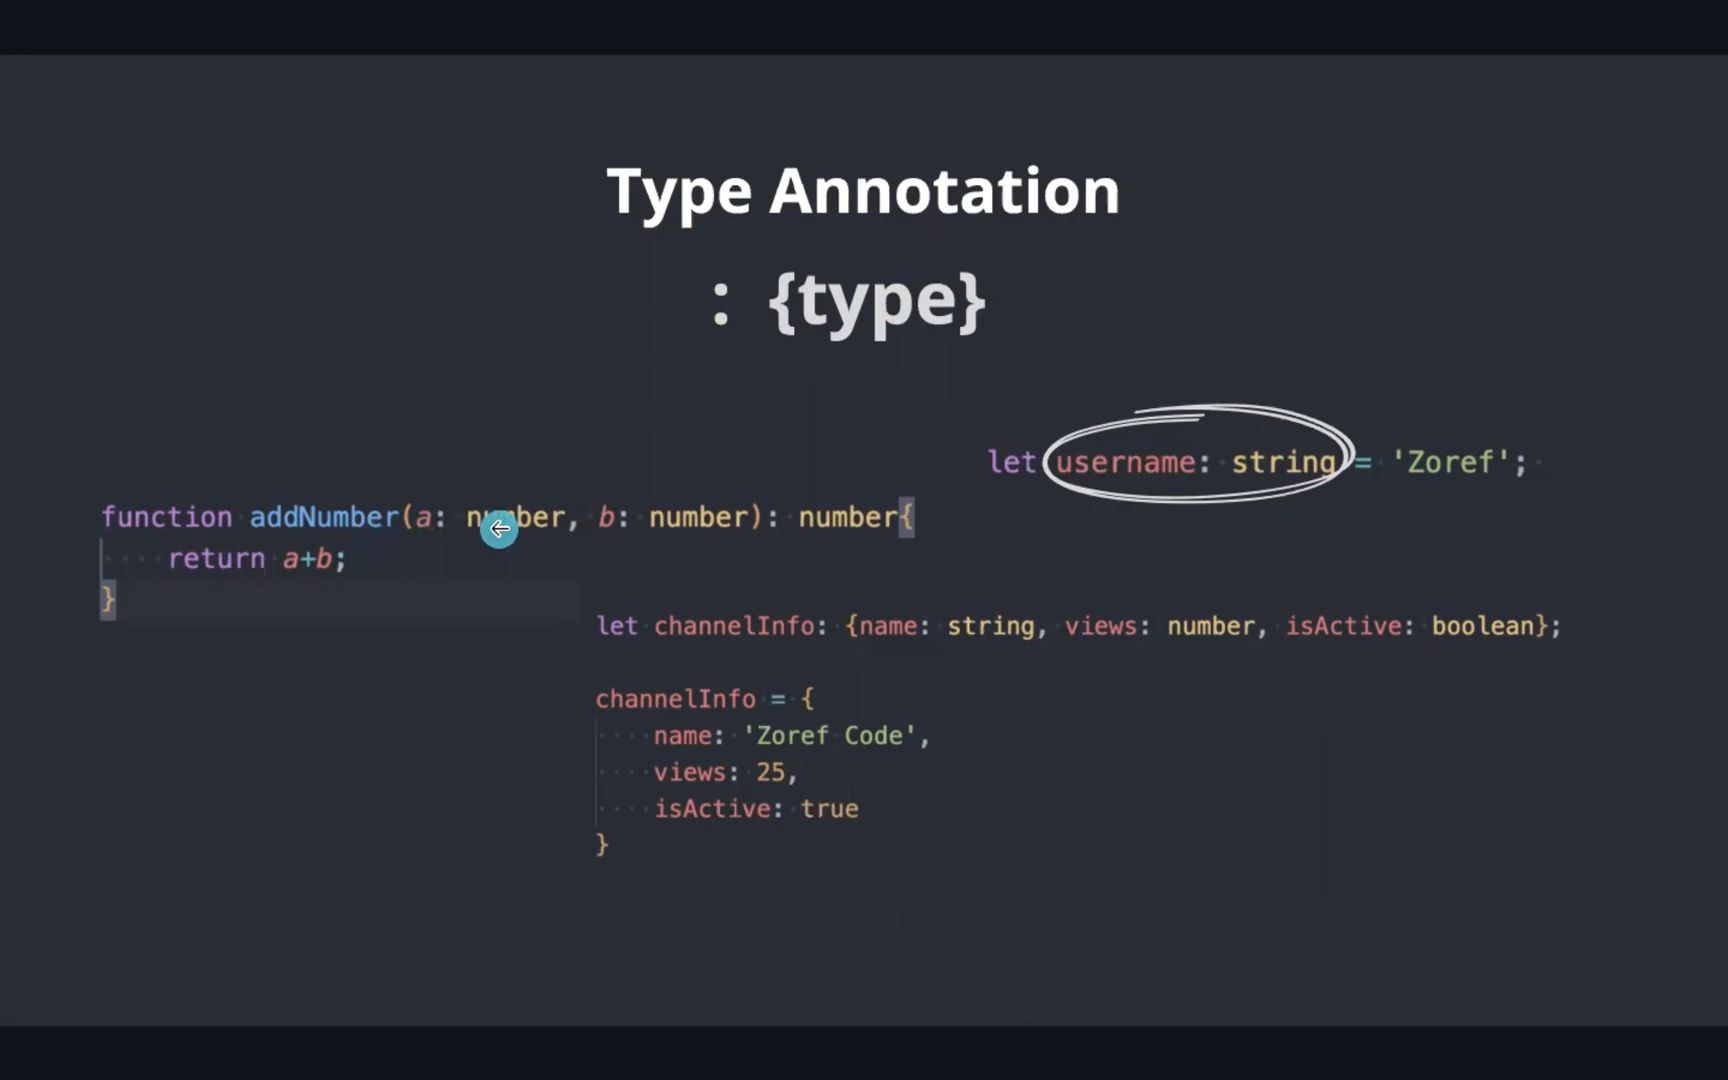 Type Annotation
: {type}
let username: string = 'Zoref';
function addNumber(a: number, b: number): number{
return a+b;
}
let channelInfo: {name: string, views: number, isActive: boolean};
channelInfo = {
name: 'Zoref Code',
views: 25,
isActive: true
}